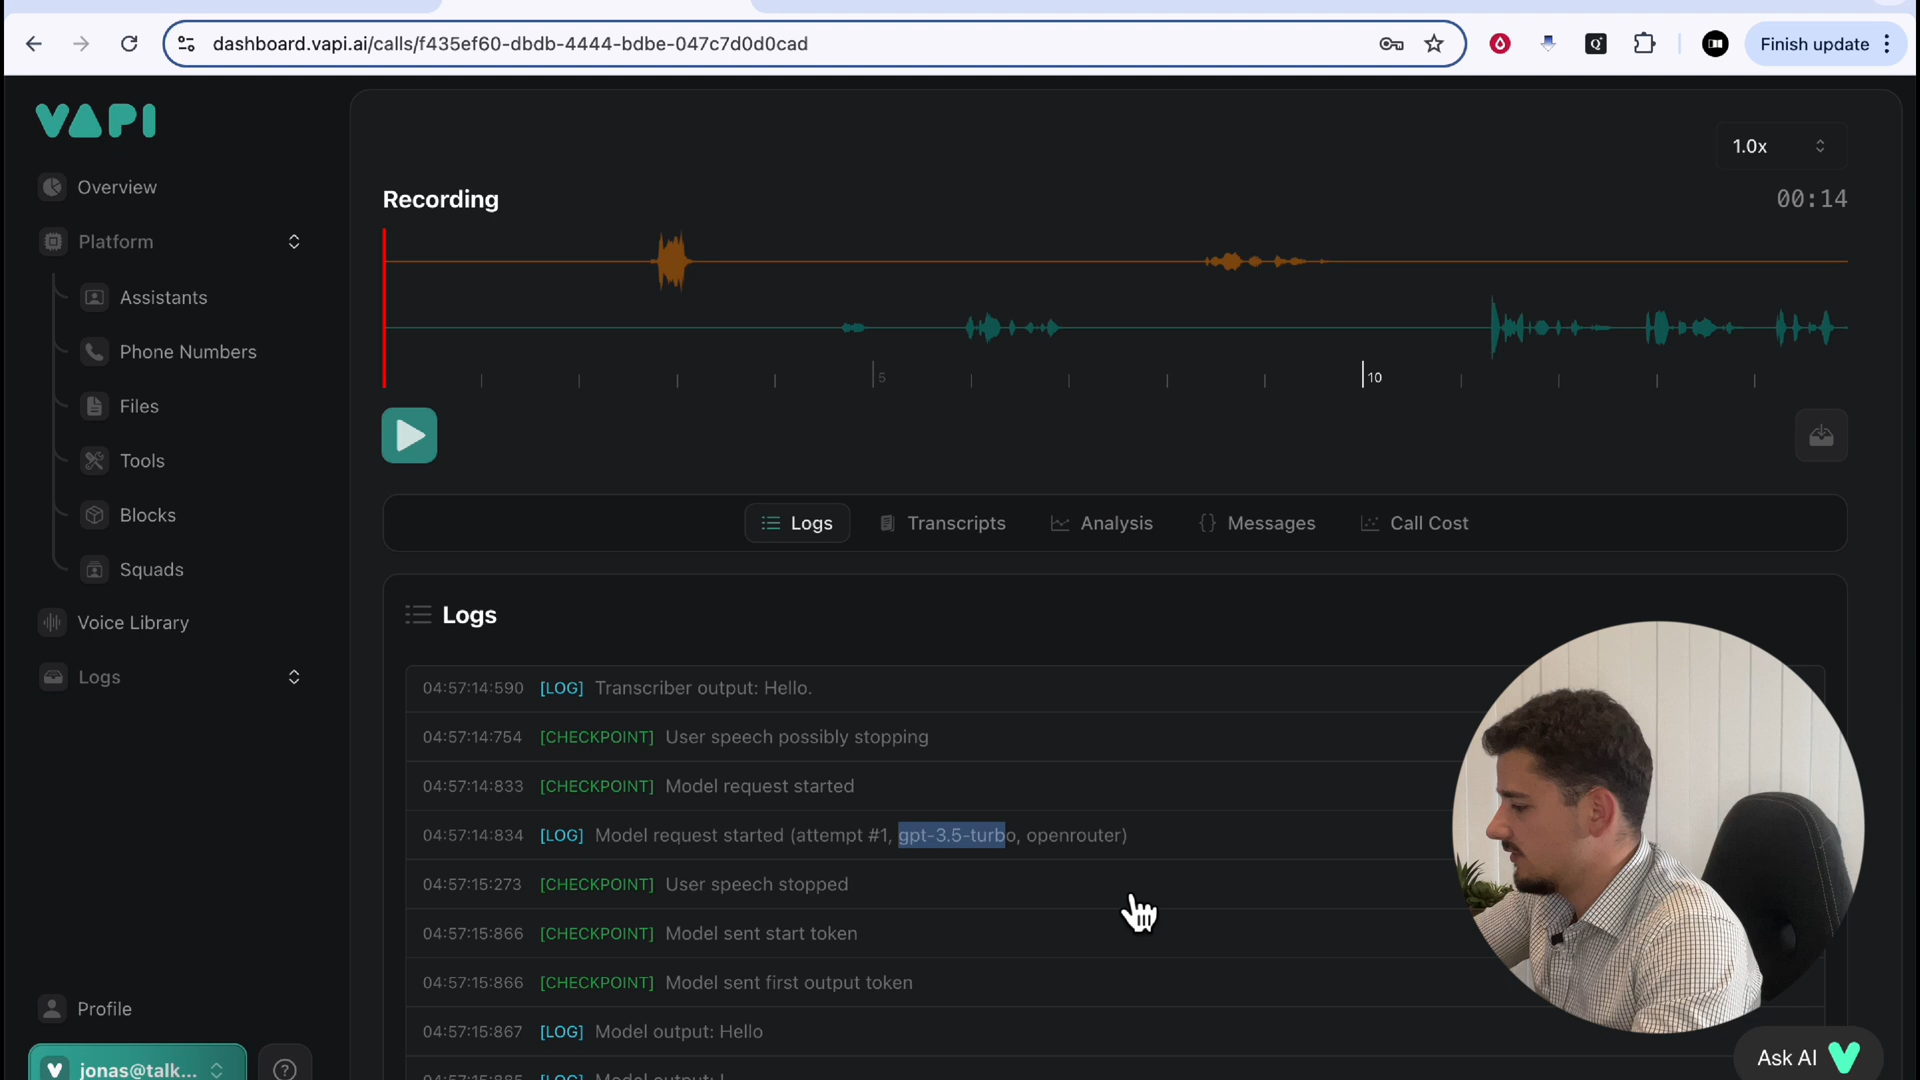 dashboard.vapi.ai/calls/f435ef60-dbdb-4444-bdbe-047c7d0d0cad
Finish update
VAPI
Overview
Platform
Assistants
Phone Numbers
Files
Tools
Blocks
Squads
Voice Library
Logs
Profile
jonas@talk...
1.0x
Recording
00:14
5
10
Logs
Transcripts
Analysis
Messages
Call Cost
Logs
04:57:14:590 [LOG] Transcriber output: Hello.
04:57:14:754 [CHECKPOINT] User speech possibly stopping
04:57:14:833 [CHECKPOINT] Model request started
04:57:14:834 [LOG] Model request started (attempt #1, gpt-3.5-turbo, openrouter)
04:57:15:273 [CHECKPOINT] User speech stopped
04:57:15:866 [CHECKPOINT] Model sent start token
04:57:15:866 [CHECKPOINT] Model sent first output token
04:57:15:867 [LOG] Model output: Hello
Ask AI